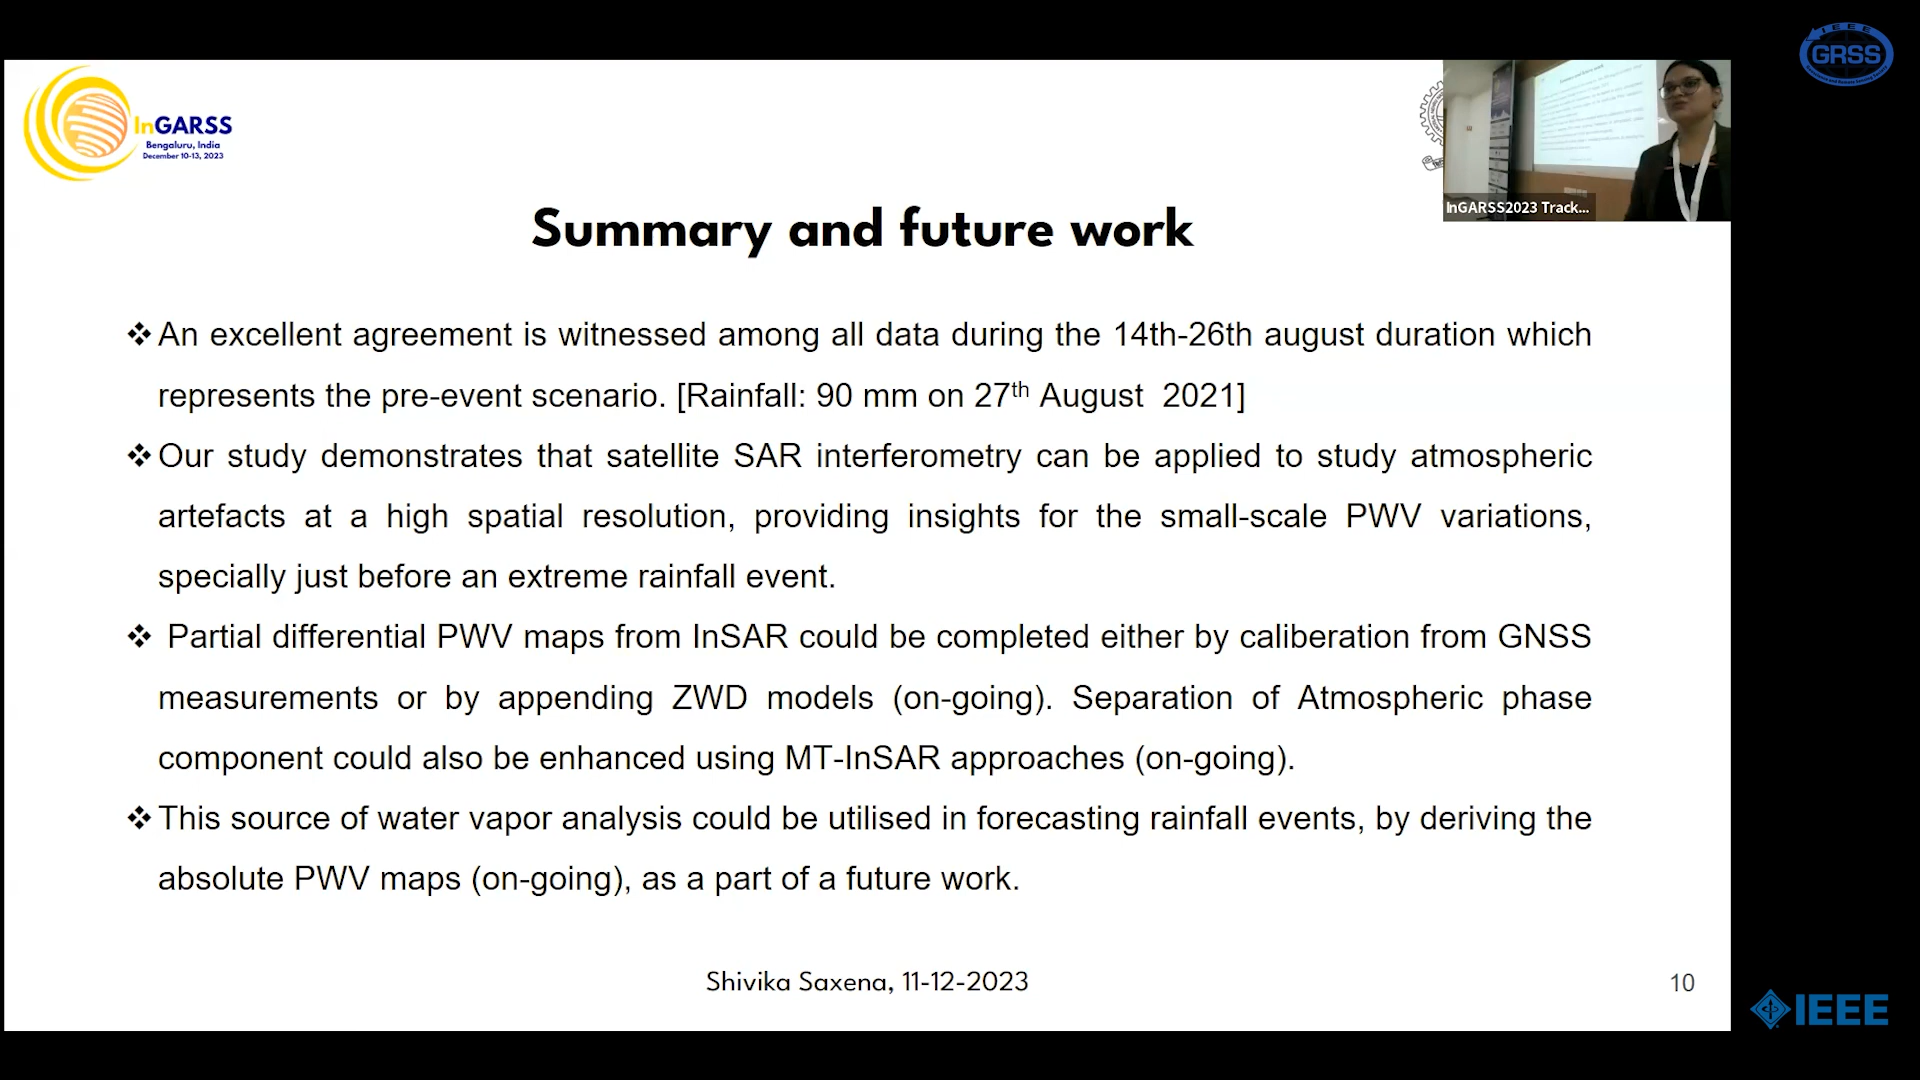 IEEE
GRSS
InGARSS
Bengaluru, India
December 10-13, 2023
InGARSS2023 Track...
Summary and future work
❖ An excellent agreement is witnessed among all data during the 14th-26th august duration which
represents the pre-event scenario. [Rainfall: 90 mm on 27th August 2021]
❖ Our study demonstrates that satellite SAR interferometry can be applied to study atmospheric
artefacts at a high spatial resolution, providing insights for the small-scale PWV variations,
specially just before an extreme rainfall event.
❖ Partial differential PWV maps from InSAR could be completed either by caliberation from GNSS
measurements or by appending ZWD models (on-going). Separation of Atmospheric phase
component could also be enhanced using MT-InSAR approaches (on-going).
❖ This source of water vapor analysis could be utilised in forecasting rainfall events, by deriving the
absolute PWV maps (on-going), as a part of a future work.
Shivika Saxena, 11-12-2023
10
IEEE